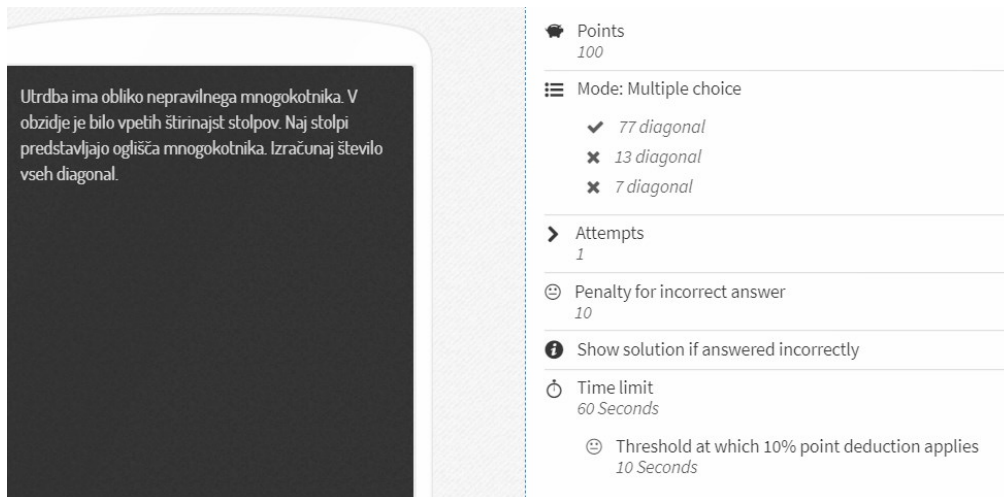 Utrdba ima obliko nepravilnega mnogokotnika. V
obzidje je bilo vpetih štirinajst stolpov. Naj stolpi
predstavljajo oglišča mnogokotnika. Izračunaj število
vseh diagonal.
Points
100
Mode: Multiple choice
77 diagonal
13 diagonal
7 diagonal
Attempts
1
Penalty for incorrect answer
10
Show solution if answered incorrectly
Time limit
60 Seconds
Threshold at which 10% point deduction applies
10 Seconds